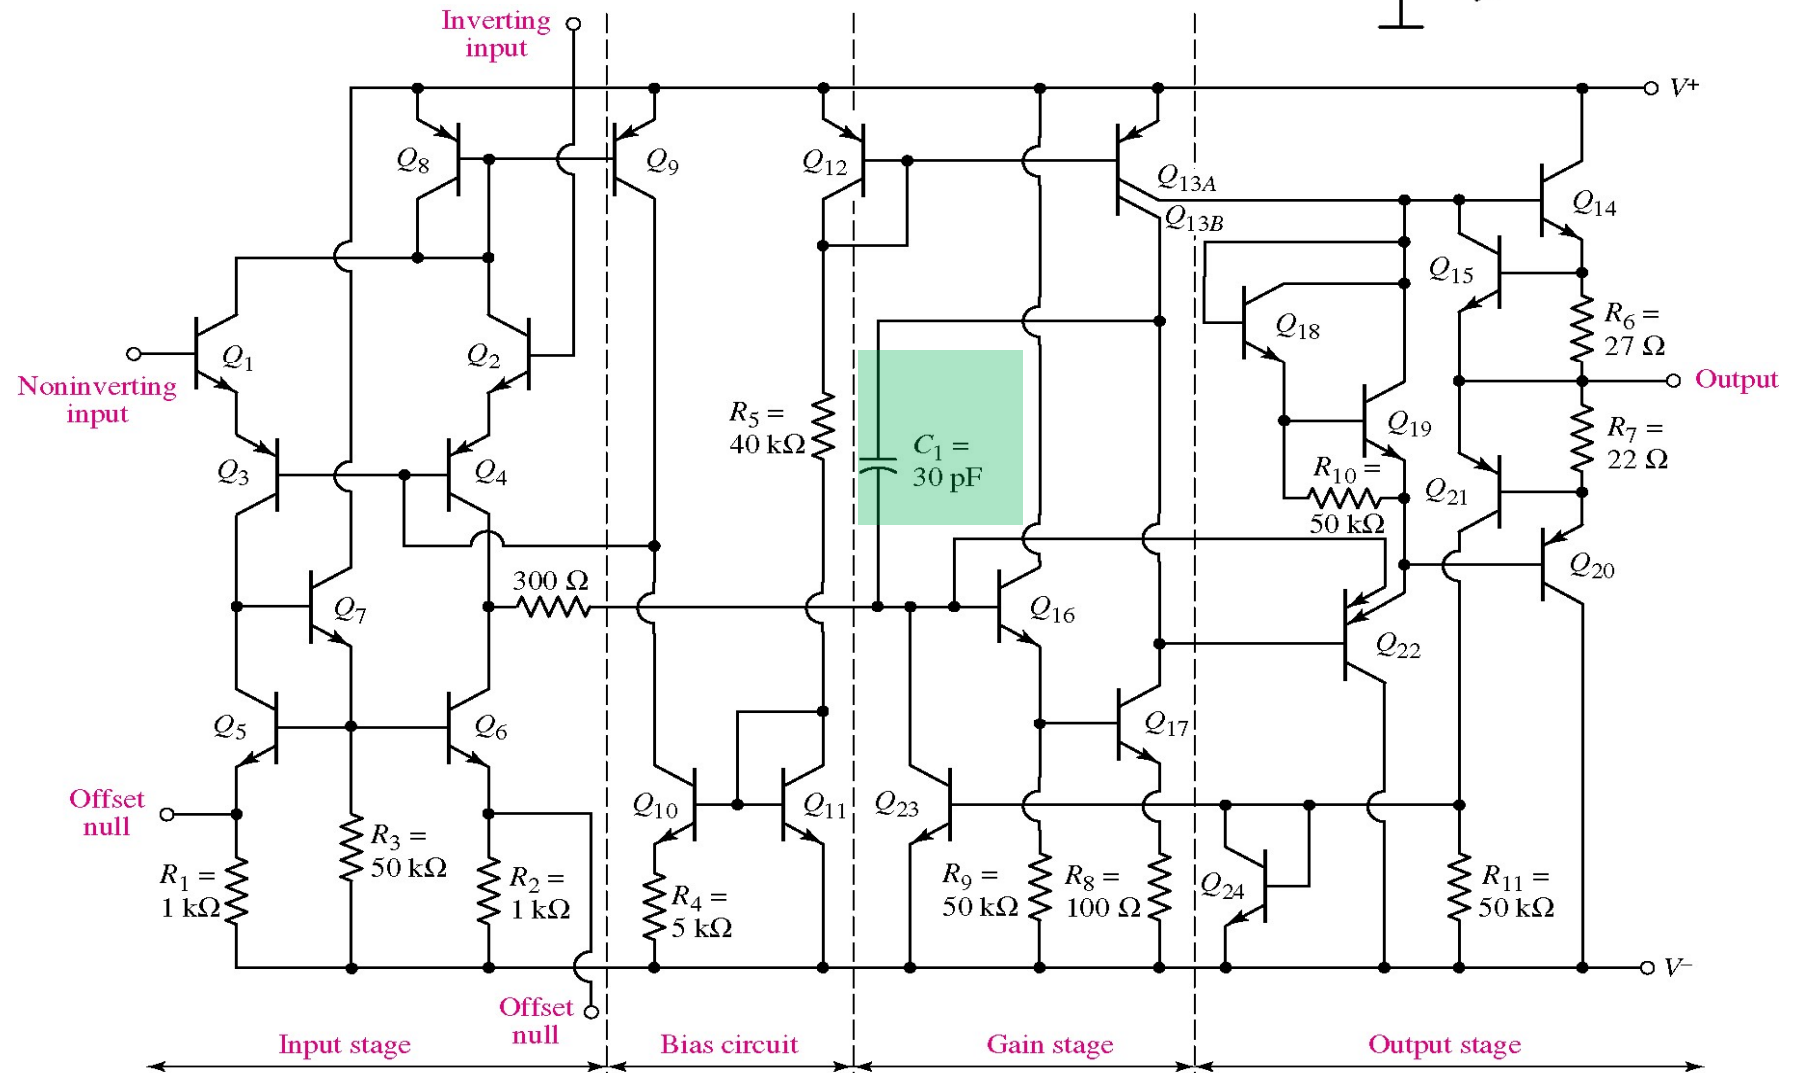 Inverting
input
V+
Q8
Q9
Q12
Q13A
Q13B
Q14
Q15
Q1
Q2
Q18
R6 =
27 Ω
Noninverting
input
Output
R5 =
40 kΩ
C1 =
30 pF
Q3
Q4
Q19
R7 =
22 Ω
R10 =
50 kΩ
Q21
Q20
300 Ω
Q7
Q16
Q22
Q5
Q6
Q17
Offset
null
Q10
Q11
Q23
R3 =
50 kΩ
R1 =
1 kΩ
R2 =
1 kΩ
R4 =
5 kΩ
R9 =
50 kΩ
R8 =
100 Ω
Q24
R11 =
50 kΩ
V–
Offset
null
Input stage
Bias circuit
Gain stage
Output stage